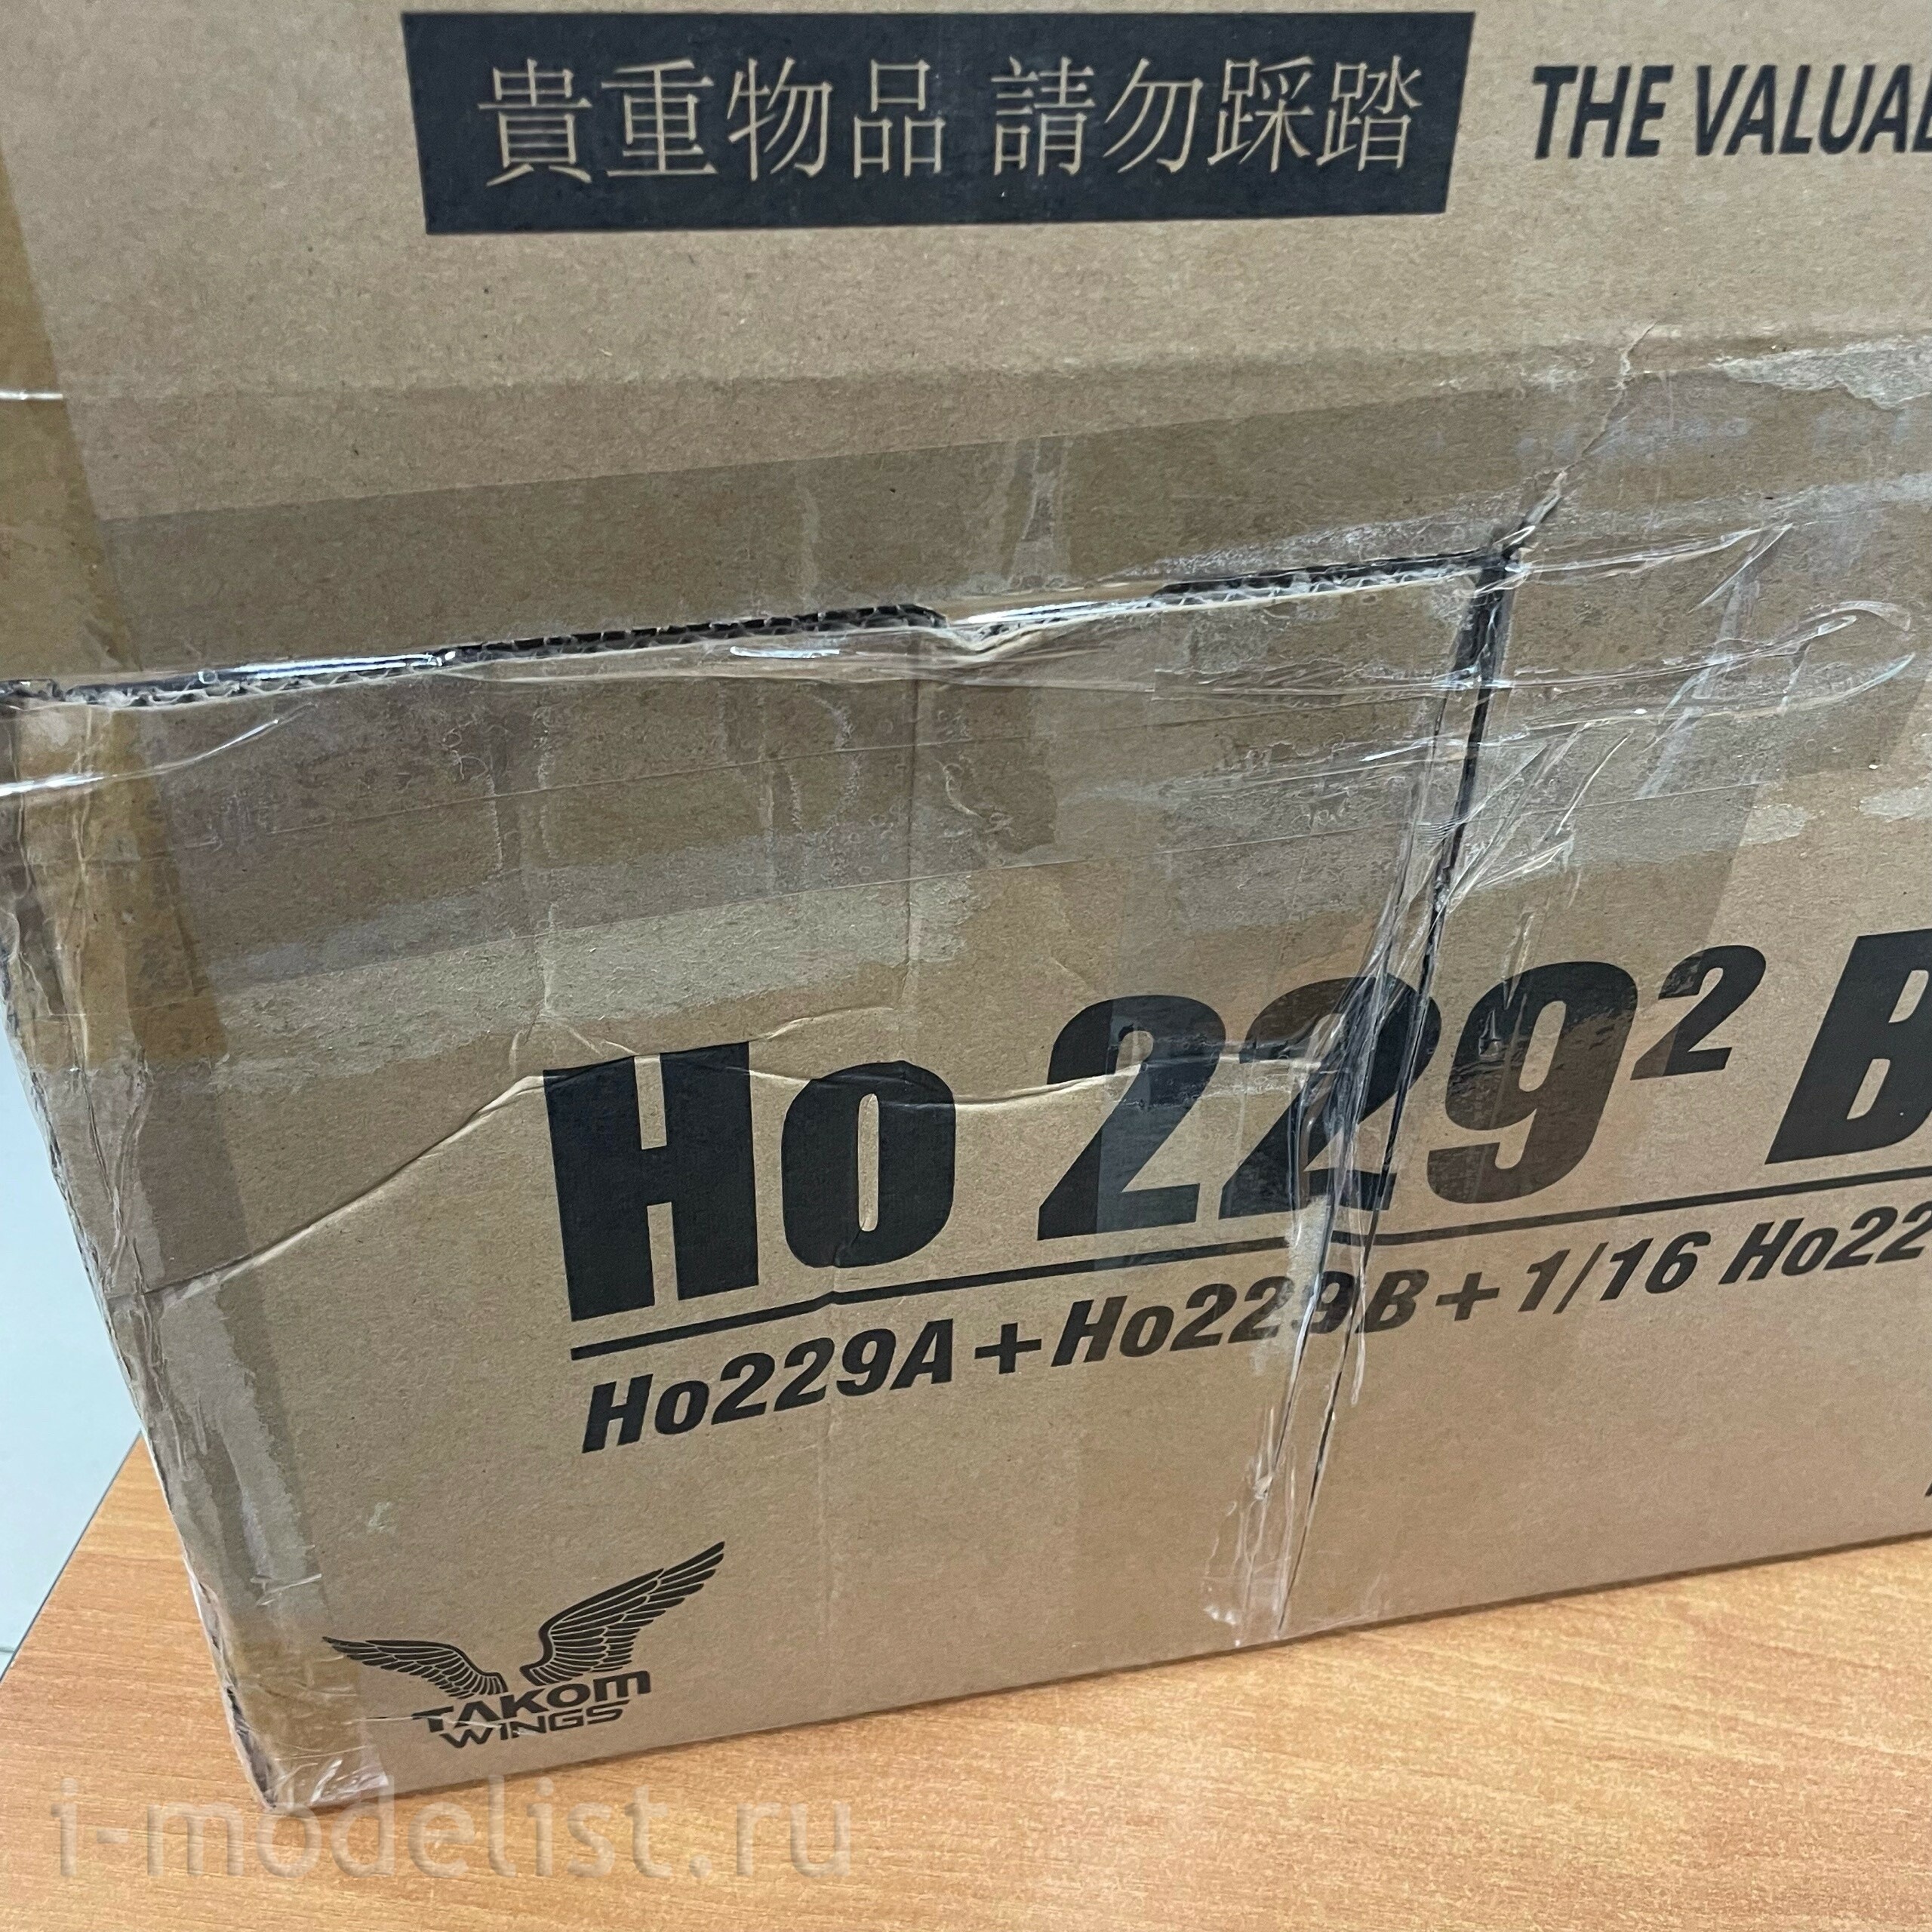 貴重物品 請勿踩踏
THE VALUA
Ho 229² B
Ho229A+Ho229B+1/16 Ho22
TAKOM
WINGS
i-modelist.ru